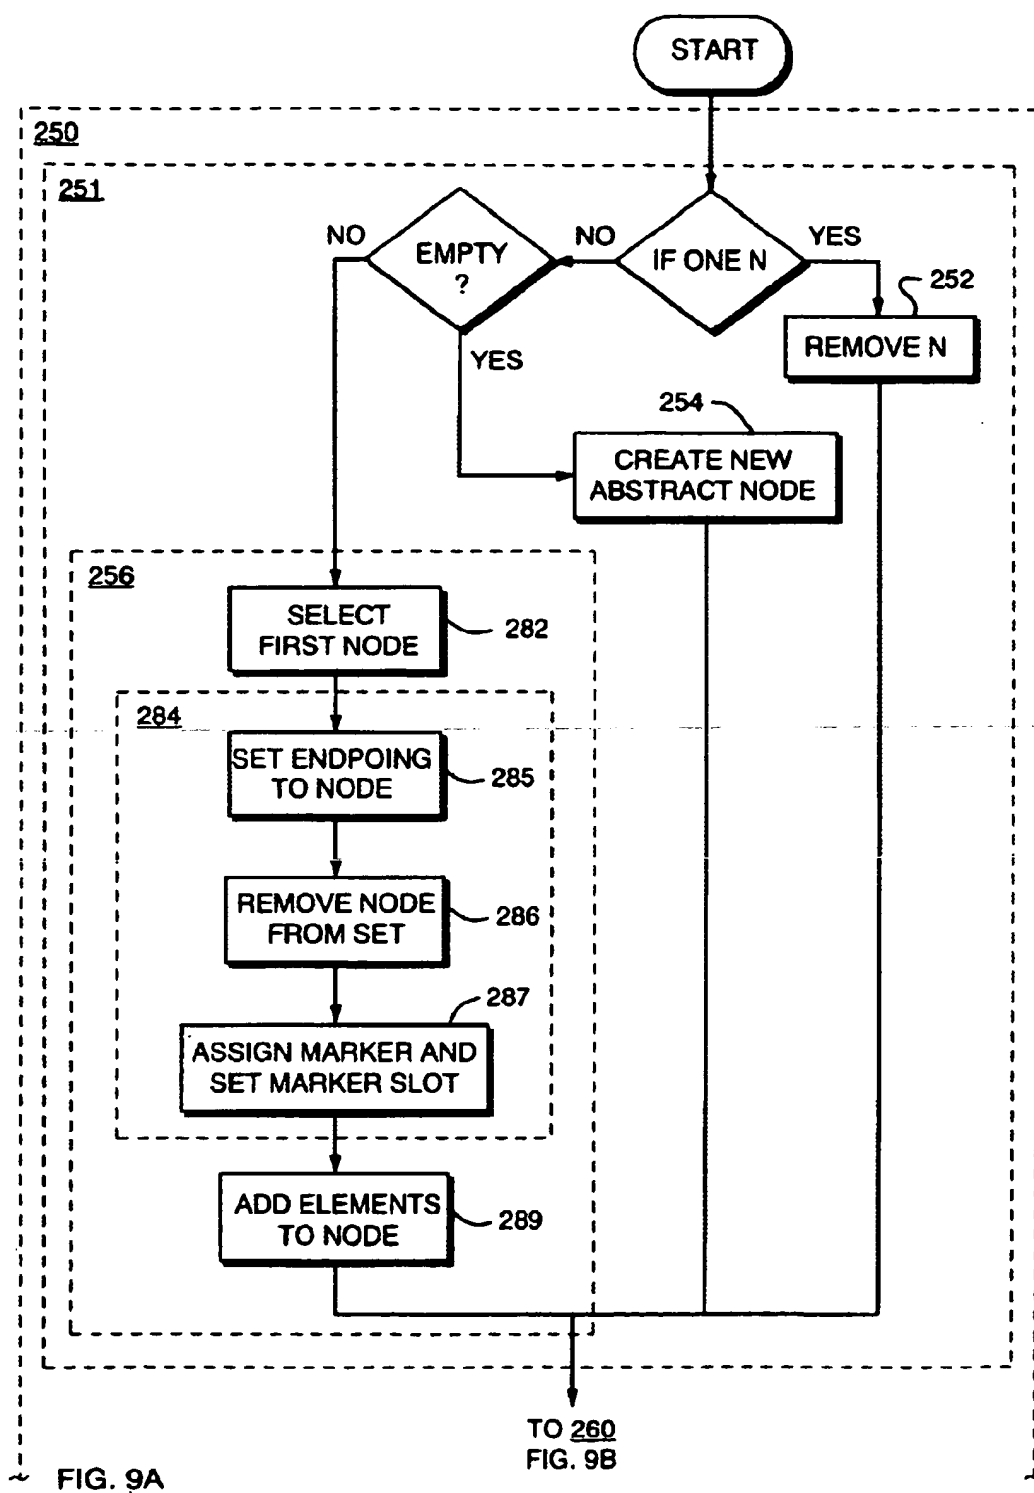 START
250
251
NO
EMPTY
?
NO
IF ONE N
YES
252
REMOVE N
YES
254
CREATE NEW
ABSTRACT NODE
256
SELECT
FIRST NODE
282
284
SET ENDPOING
TO NODE
285
REMOVE NODE
FROM SET
286
287
ASSIGN MARKER AND
SET MARKER SLOT
ADD ELEMENTS
TO NODE
289
TO 260
FIG. 9B
FIG. 9A